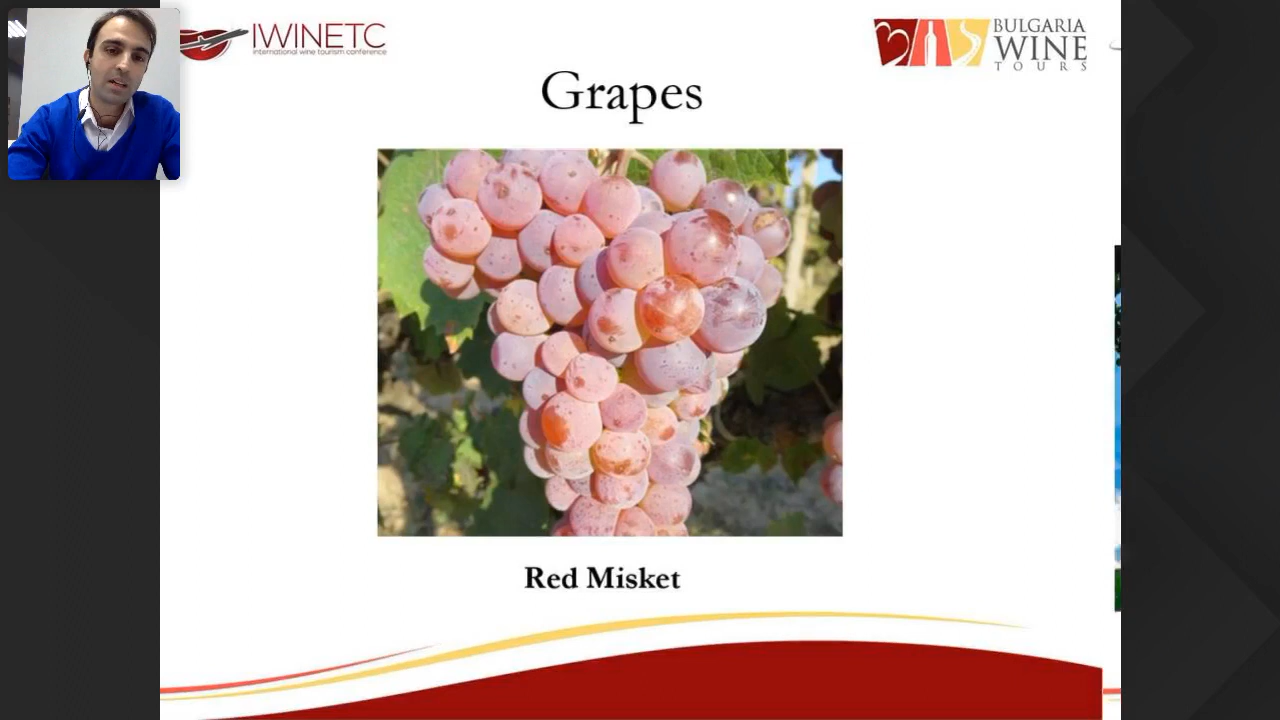 IWINETC
international wine tourism conference
BULGARIA
WINE
TOURS
Grapes
Red Misket